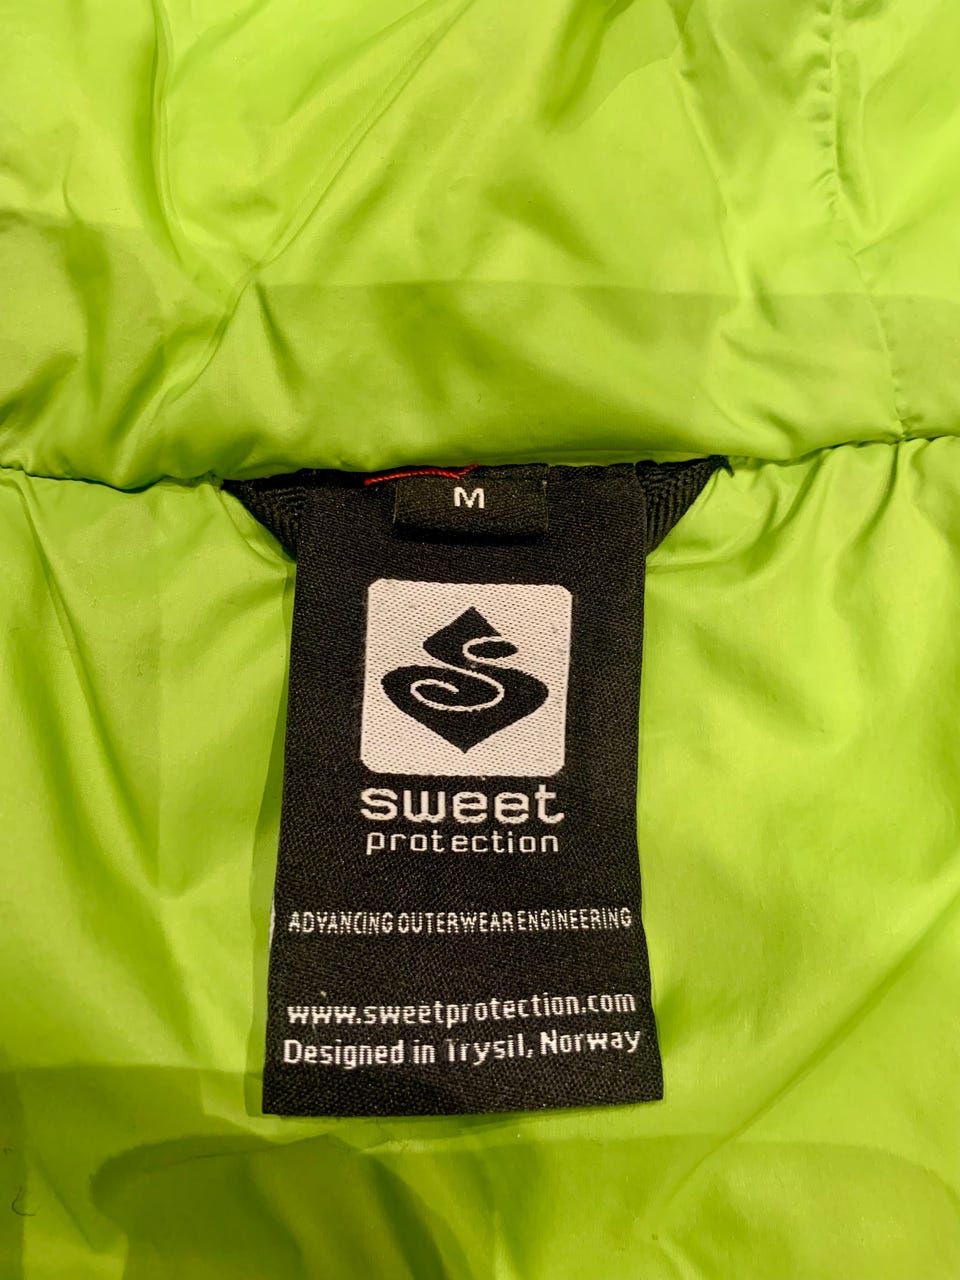 M
sweet
protection
ADVANCING OUTERWEAR ENGINEERING
www.sweetprotection.com
Designed in Trysil, Norway